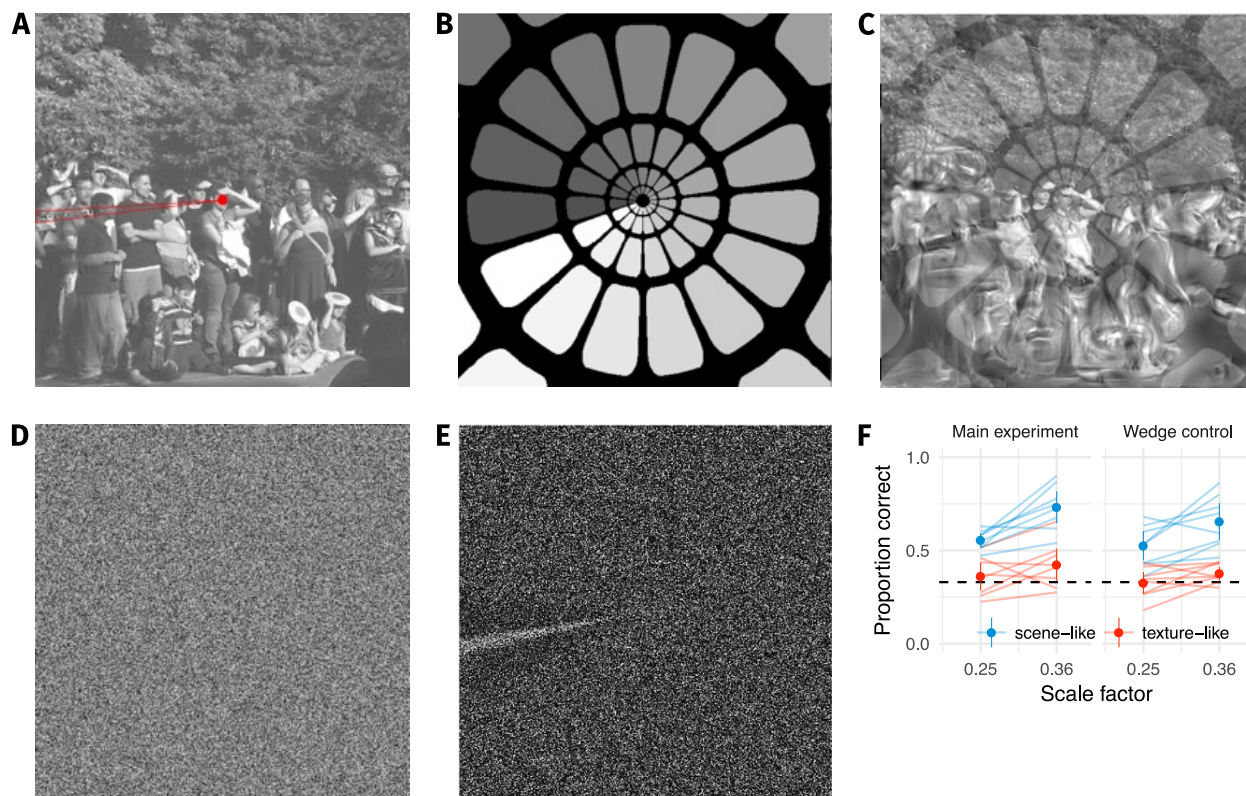 A
B
C
D
E
F
Main experiment
Wedge control
Proportion correct
1.0
0.5
0.0
scene−like
texture−like
0.25
0.36
0.25
0.36
Scale factor